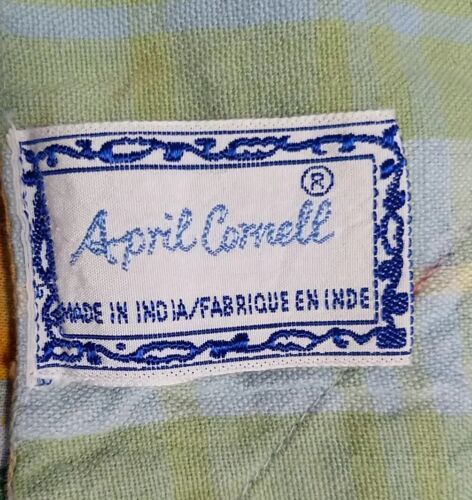 ®
April Cornell
MADE IN INDIA/FABRIQUE EN INDE